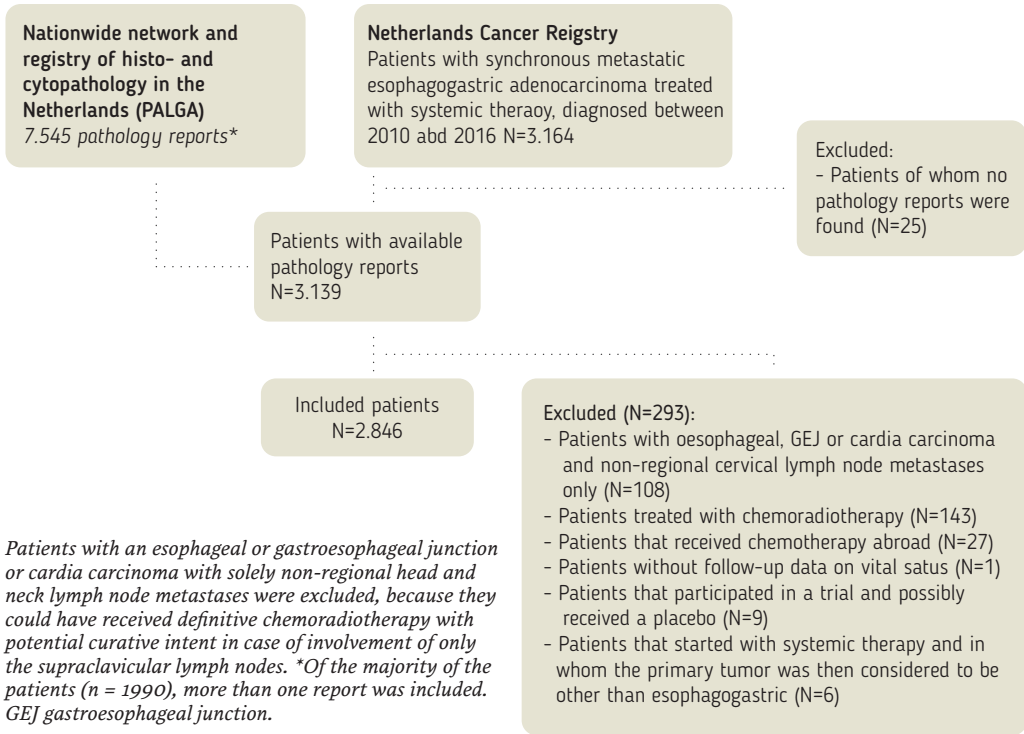 Nationwide network and
registry of histo- and
cytopathology in the
Netherlands (PALGA)
7.545 pathology reports*
Netherlands Cancer Reigstry
Patients with synchronous metastatic
esophagogastric adenocarcinoma treated
with systemic theraoy, diagnosed between
2010 abd 2016 N=3.164
Excluded:
- Patients of whom no
pathology reports were
found (N=25)
Patients with available
pathology reports
N=3.139
Included patients
N=2.846
Excluded (N=293):
- Patients with oesophageal, GEJ or cardia carcinoma
and non-regional cervical lymph node metastases
only (N=108)
- Patients treated with chemoradiotherapy (N=143)
- Patients that received chemotherapy abroad (N=27)
- Patients without follow-up data on vital satus (N=1)
- Patients that participated in a trial and possibly
received a placebo (N=9)
- Patients that started with systemic therapy and in
whom the primary tumor was then considered to be
other than esophagogastric (N=6)
Patients with an esophageal or gastroesophageal junction
or cardia carcinoma with solely non-regional head and
neck lymph node metastases were excluded, because they
could have received definitive chemoradiotherapy with
potential curative intent in case of involvement of only
the supraclavicular lymph nodes. *Of the majority of the
patients (n = 1990), more than one report was included.
GEJ gastroesophageal junction.